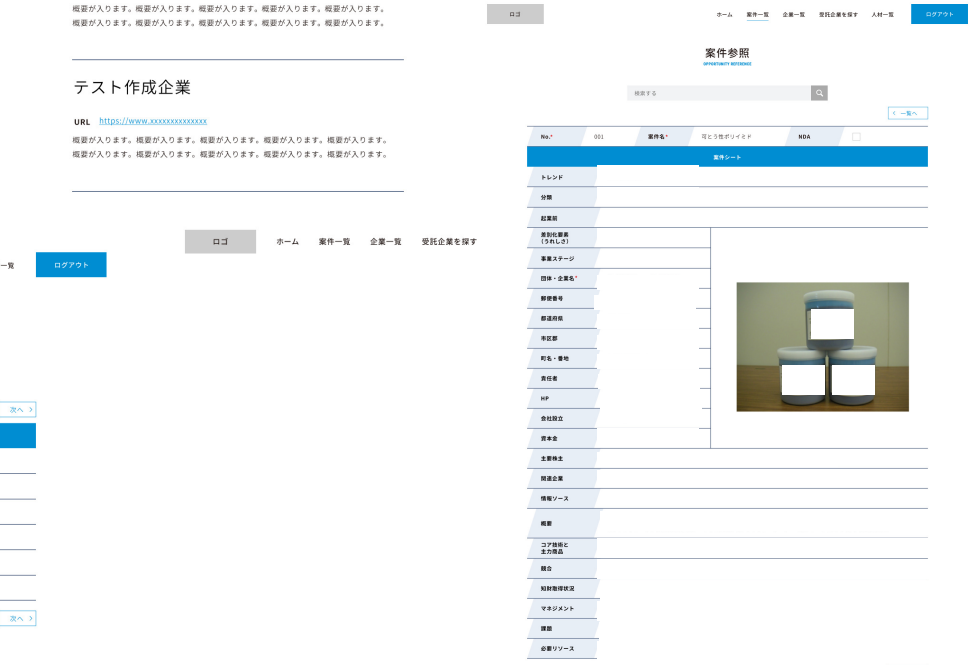 概要が入ります。概要が入ります。概要が入ります。概要が入ります。概要が入ります。
概要が入ります。概要が入ります。概要が入ります。概要が入ります。概要が入ります。
テスト作成企業
URL https://www.xxxxxxxxxxxxx
概要が入ります。概要が入ります。概要が入ります。概要が入ります。概要が入ります。
概要が入ります。概要が入ります。概要が入ります。概要が入ります。概要が入ります。
ロゴ ホーム 案件一覧 企業一覧 受託企業を探す
一覧 ログアウト
次へ >
次へ >
ロゴ ホーム 案件一覧 企業一覧 受託企業を探す 人材一覧 ログアウト
案件参照
OPPORTUNITY REFERENCE
検索する
< 一覧へ
No.* 001 案件名* 可とう性ポリイミド NDA
案件シート
トレンド
分類
起業前
差別化要素
(うれしさ)
事業ステージ
団体・企業名*
郵便番号
都道府県
市区郡
町名・番地
責任者
HP
会社設立
資本金
主要株主
関連企業
情報ソース
概要
コア技術と
主力商品
競合
知財取得状況
マネジメント
課題
必要リソース